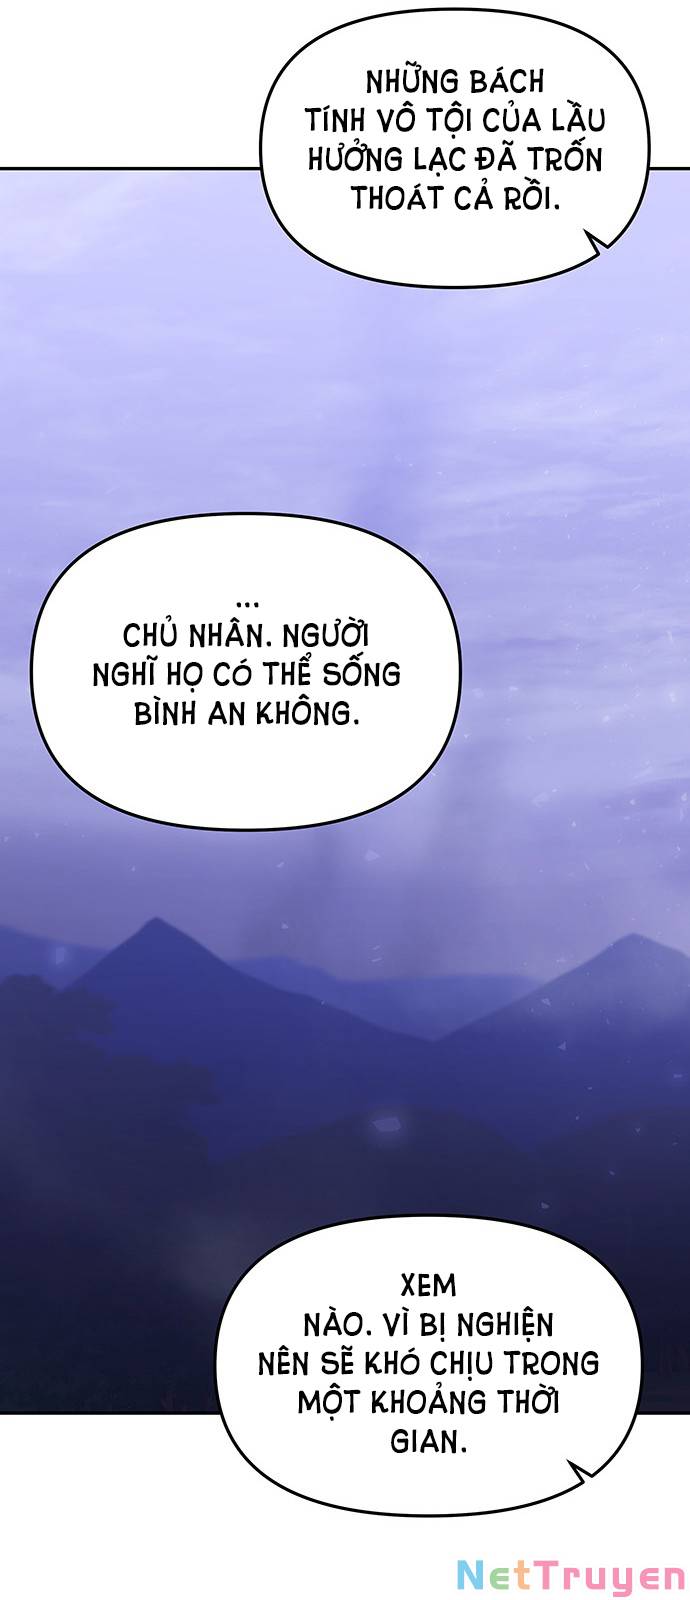 NHỮNG BÁCH
TÍNH VÔ TỘI CỦA LẦU
HƯỞNG LẠC ĐÃ TRỐN
THOÁT CẢ RỒI.
...
CHỦ NHÂN. NGƯỜI
NGHĨ HỌ CÓ THỂ SỐNG
BÌNH AN KHÔNG.
XEM
NÀO. VÌ BỊ NGHIỆN
NÊN SẼ KHÓ CHỊU TRONG
MỘT KHOẢNG THỜI
GIAN.
NetTruyen